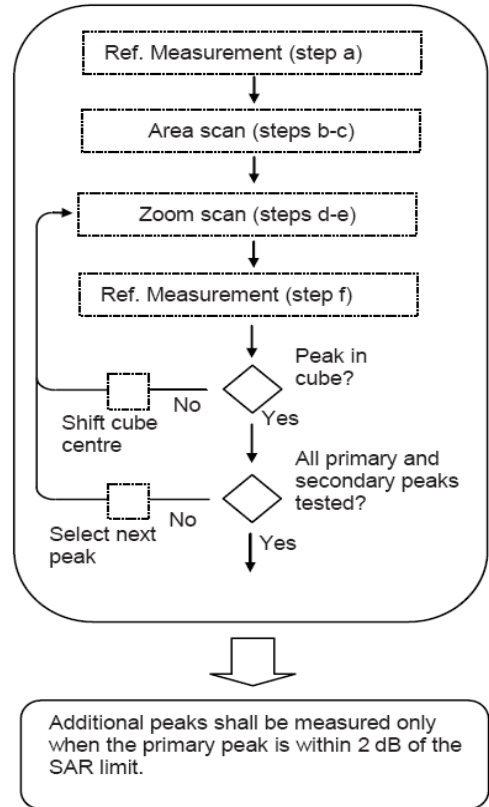 Ref. Measurement (step a)
Area scan (steps b-c)
Zoom scan (steps d-e)
Ref. Measurement (step f)
Peak in
cube?
No
Shift cube
centre
Yes
All primary and
secondary peaks
tested?
No
Select next
peak
Yes
Additional peaks shall be measured only
when the primary peak is within 2 dB of the
SAR limit.